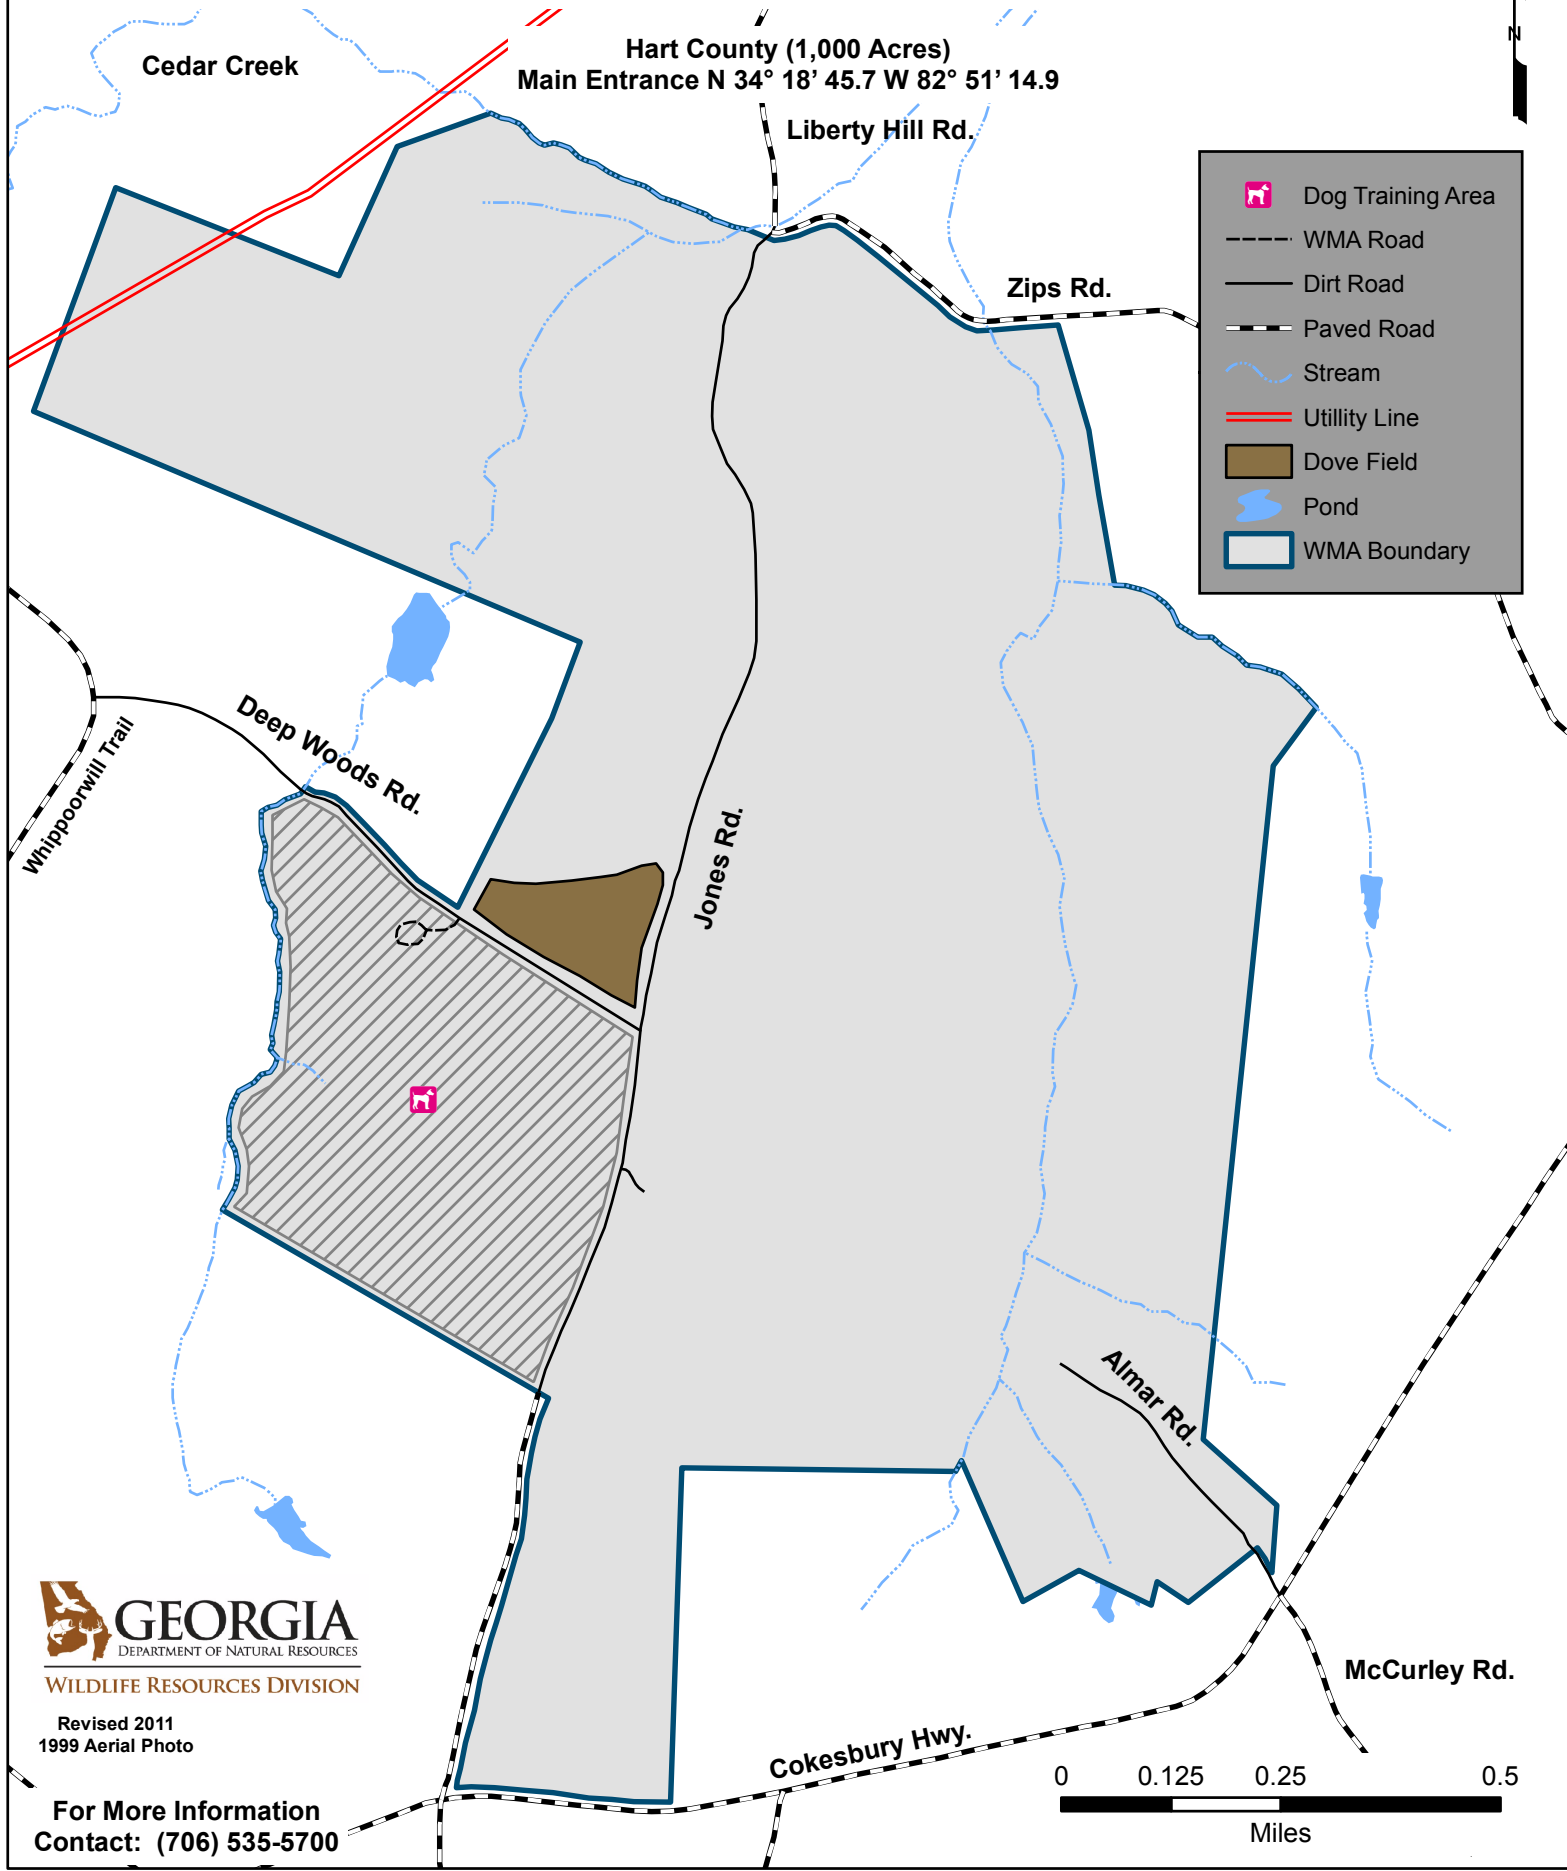 Hart County (1,000 Acres)
Main Entrance N 34° 18’ 45.7 W 82° 51’ 14.9
N
Cedar Creek
Liberty Hill Rd.
Zips Rd.
Dog Training Area
WMA Road
Dirt Road
Paved Road
Stream
Utillity Line
Dove Field
Pond
WMA Boundary
Deep Woods Rd.
Whippoorwill Trail
Jones Rd.
Almar Rd.
McCurley Rd.
Cokesbury Hwy.
GEORGIA
DEPARTMENT OF NATURAL RESOURCES
WILDLIFE RESOURCES DIVISION
Revised 2011
1999 Aerial Photo
For More Information
Contact: (706) 535-5700
0 0.125 0.25 0.5
Miles